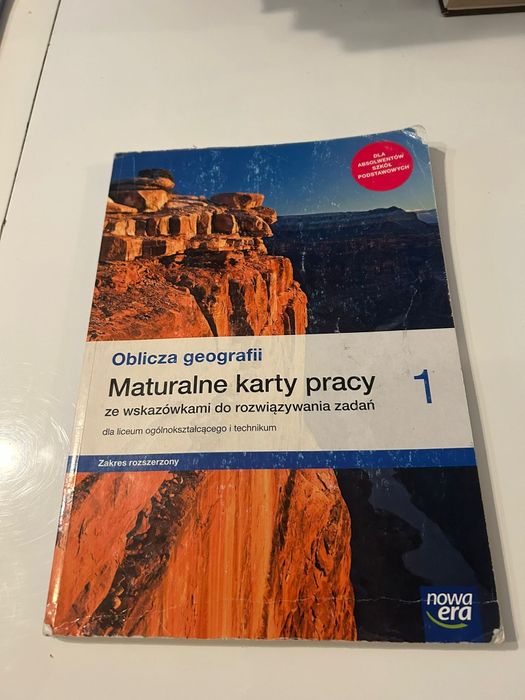 DLA
ABSOLWENTÓW
SZKÓŁ
PODSTAWOWYCH
Oblicza geografii
Maturalne karty pracy 1
ze wskazówkami do rozwiązywania zadań
dla liceum ogólnokształcącego i technikum
Zakres rozszerzony
nowa
era